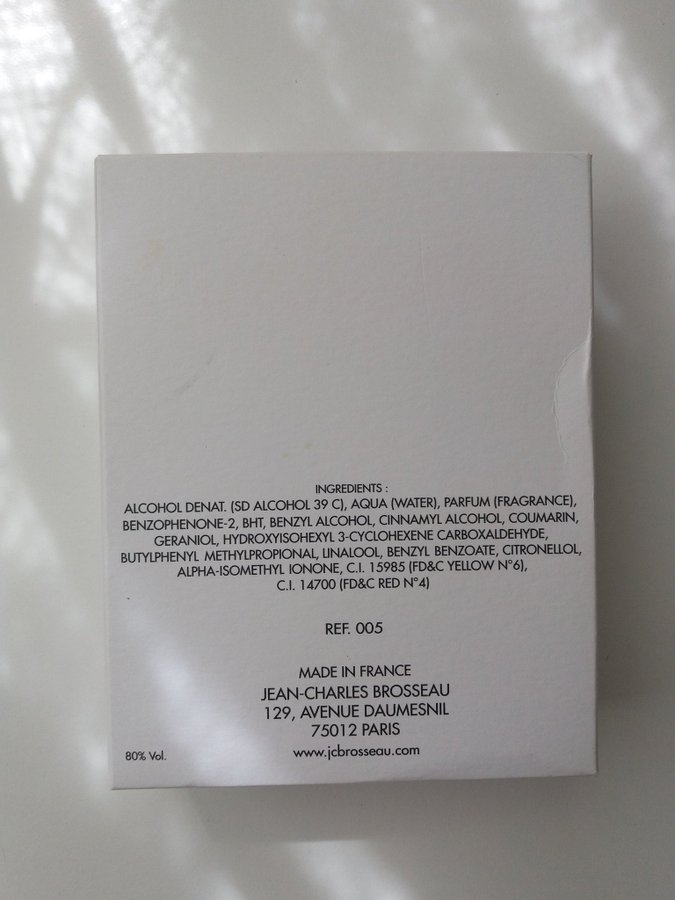 INGREDIENTS :
ALCOHOL DENAT. (SD ALCOHOL 39 C), AQUA (WATER), PARFUM (FRAGRANCE),
BENZOPHENONE-2, BHT, BENZYL ALCOHOL, CINNAMYL ALCOHOL, COUMARIN,
GERANIOL, HYDROXYISOHEXYL 3-CYCLOHEXENE CARBOXALDEHYDE,
BUTYLPHENYL METHYLPROPIONAL, LINALOOL, BENZYL BENZOATE, CITRONELLOL,
ALPHA-ISOMETHYL IONONE, C.I. 15985 (FD&C YELLOW N°6),
C.I. 14700 (FD&C RED N°4)
REF. 005
MADE IN FRANCE
JEAN-CHARLES BROSSEAU
129, AVENUE DAUMESNIL
75012 PARIS
www.jcbrosseau.com
80% Vol.